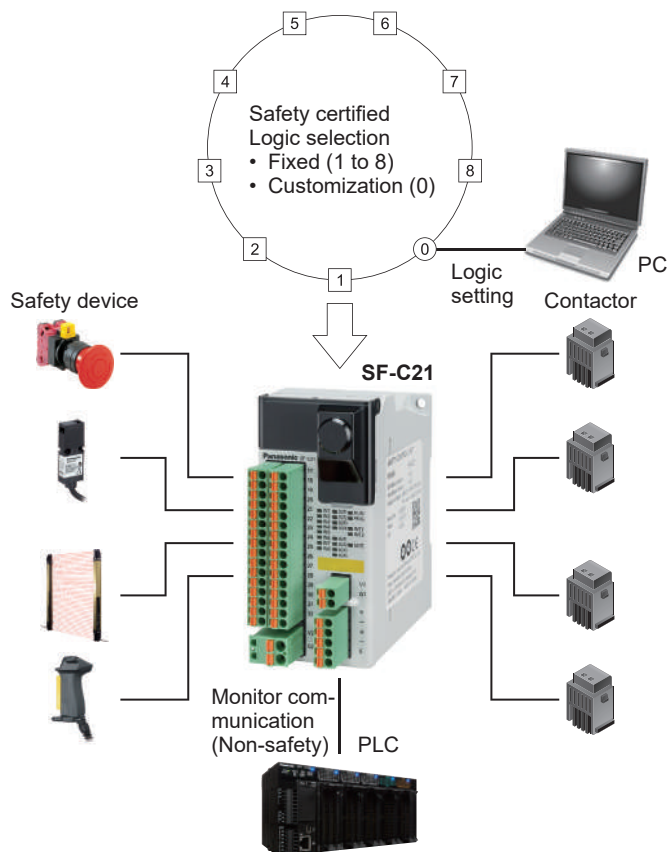 5
6
4
7
Safety certified
Logic selection
• Fixed (1 to 8)
• Customization (0)
3
8
2
0
1
PC
Logic
setting
Safety device
Contactor
SF-C21
Panasonic
Monitor com-
munication
(Non-safety)
PLC